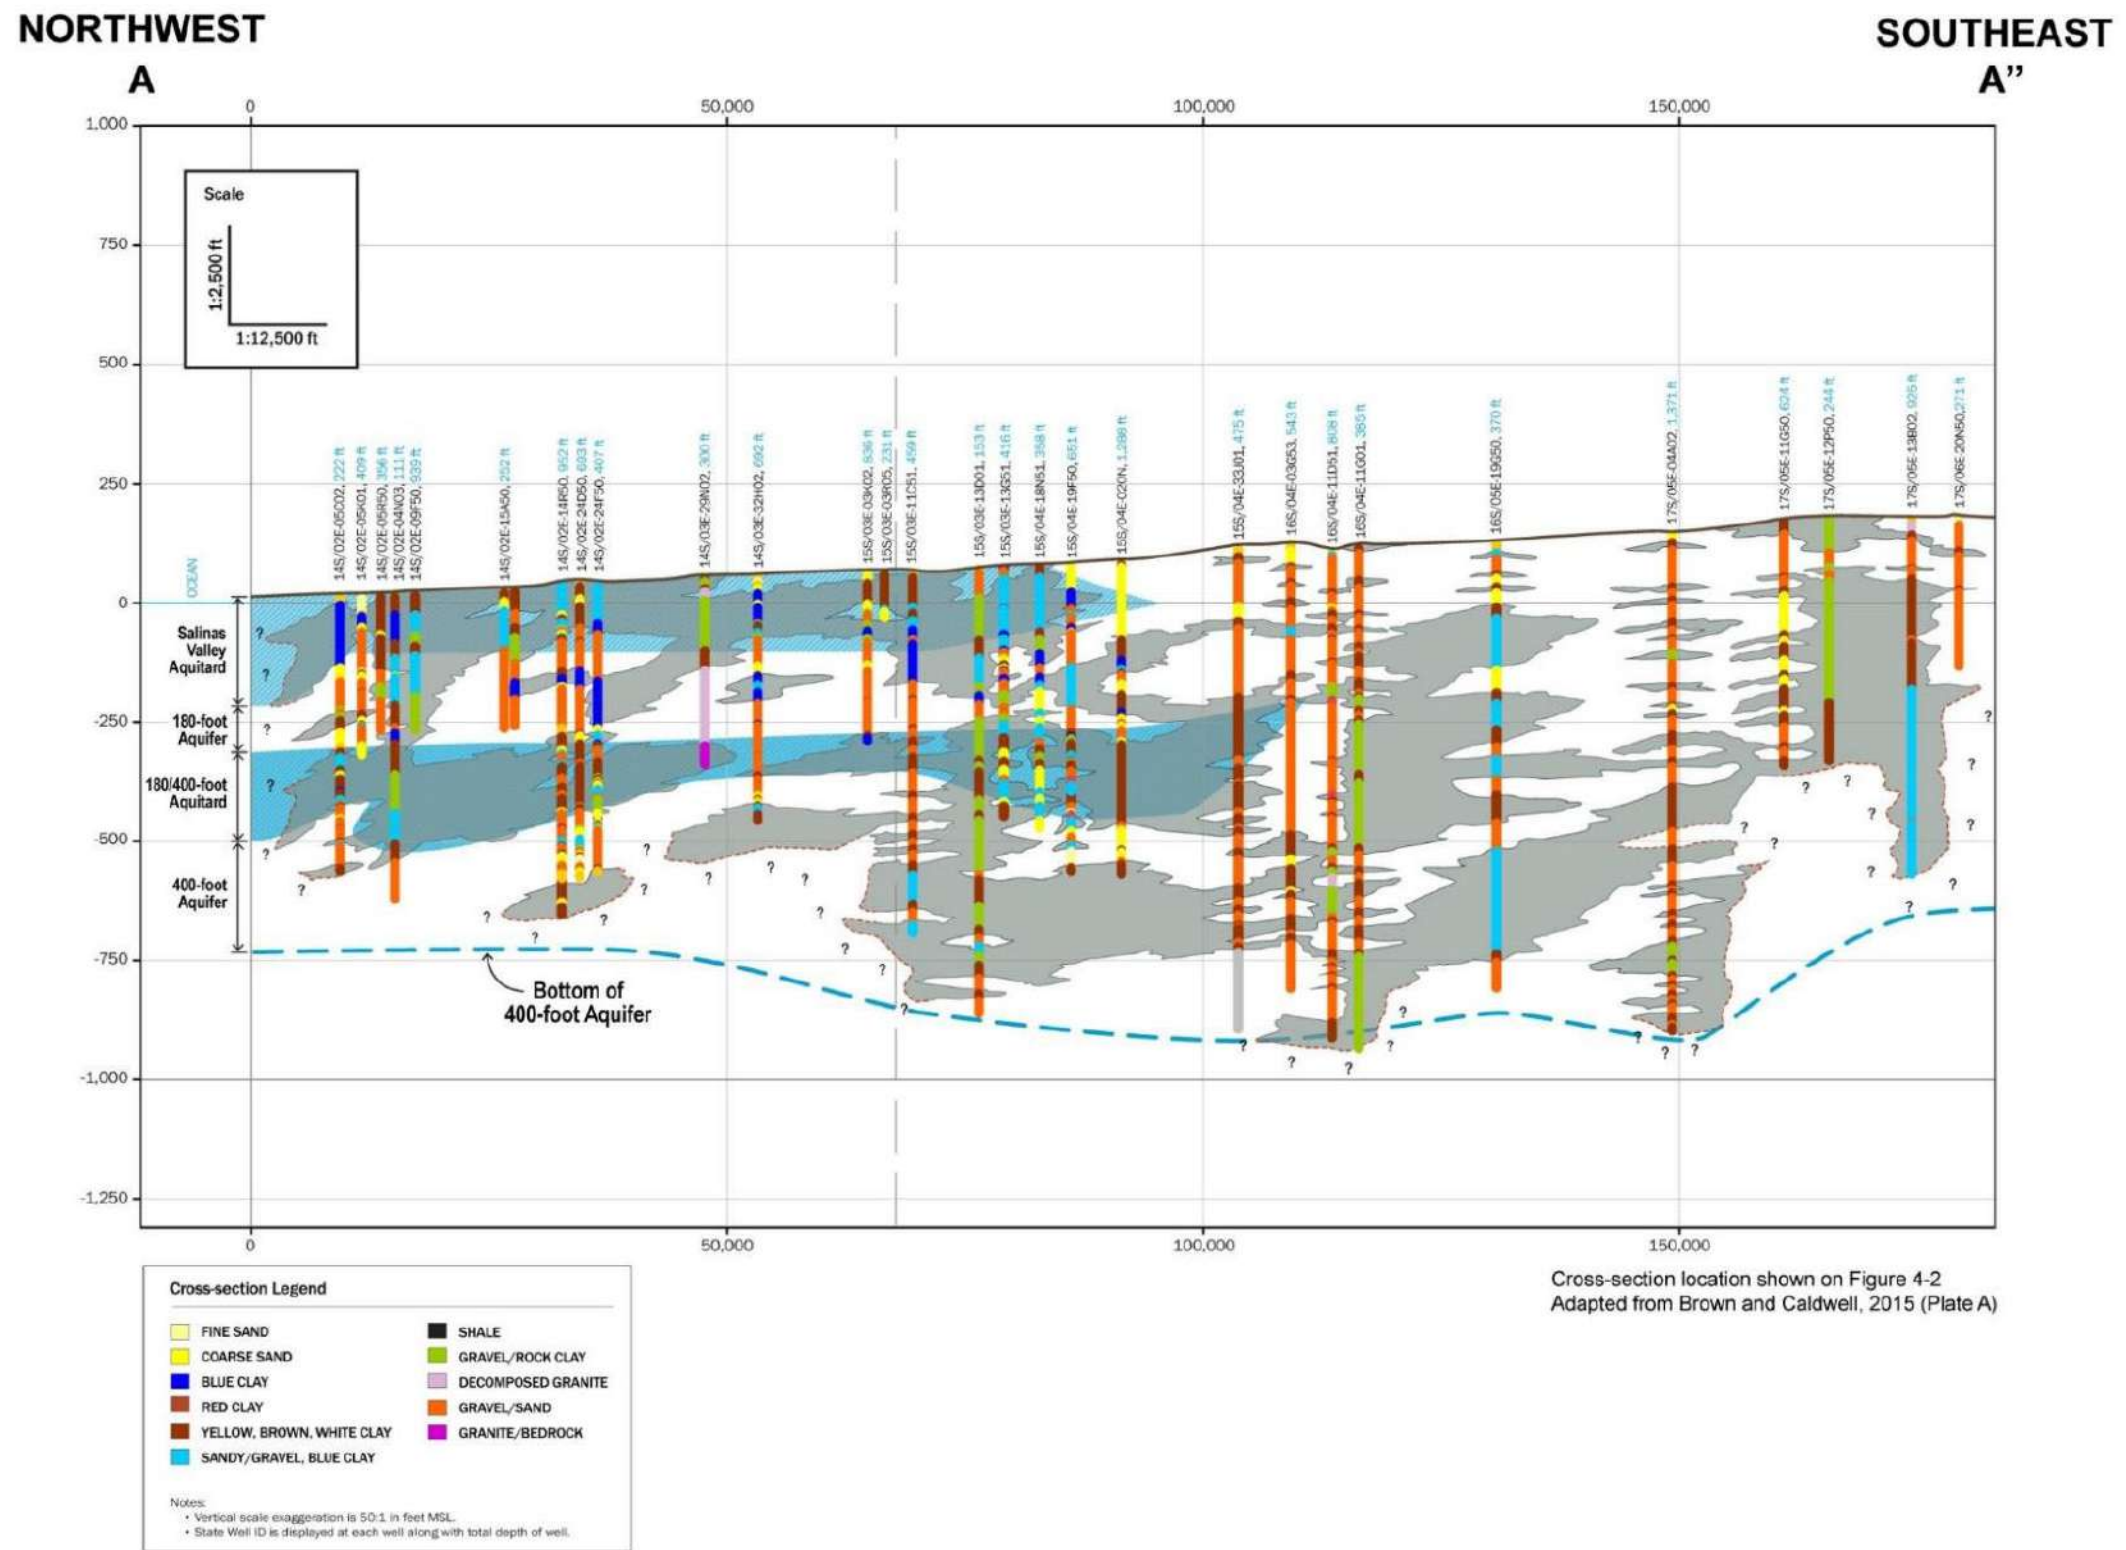 NORTHWEST
SOUTHEAST
A
A”
0
50,000
100,000
150,000
1,000
750
500
250
0
-250
-500
-750
-1,000
-1,250
Scale
1:2,500 ft
1:12,500 ft
OCEAN
14S/02E-05K01, 409 ft
14S/02E-05R50, 356 ft
14S/02E-04N03, 111 ft
14S/02E-09F50, 939 ft
14S/02E-15A50, 252 ft
14S/02E-14R50, 952 ft
14S/02E-24D50, 693 ft
14S/02E-24F50, 407 ft
14S/03E-29N02, 300 ft
14S/03E-32H02, 692 ft
15S/03E-03K02, 836 ft
15S/03E-03R05, 231 ft
15S/03E-11C51, 459 ft
15S/03E-13D01, 153 ft
15S/03E-13G51, 416 ft
15S/04E-18N51, 358 ft
15S/04E-19F50, 651 ft
15S/04E-33J01, 475 ft
16S/04E-03G53, 543 ft
16S/04E-11D51, 808 ft
16S/04E-11G01, 385 ft
16S/05E-19G50, 370 ft
17S/05E-04A02, 1,371 ft
17S/05E-11G50, 624 ft
17S/05E-12P50, 244 ft
17S/05E-13B02, 926 ft
17S/06E-20N50, 271 ft
Salinas
Valley
Aquitard
180-foot
Aquifer
180/400-foot
Aquitard
400-foot
Aquifer
Bottom of
400-foot Aquifer
0
50,000
100,000
150,000
Cross-section location shown on Figure 4-2
Adapted from Brown and Caldwell, 2015 (Plate A)
Cross-section Legend
FINE SAND
COARSE SAND
BLUE CLAY
RED CLAY
YELLOW, BROWN, WHITE CLAY
SANDY/GRAVEL, BLUE CLAY
SHALE
GRAVEL/ROCK CLAY
DECOMPOSED GRANITE
GRAVEL/SAND
GRANITE/BEDROCK
Notes:
• Vertical scale exaggeration is 50:1 in feet MSL.
• State Well ID is displayed at each well along with total depth of well.